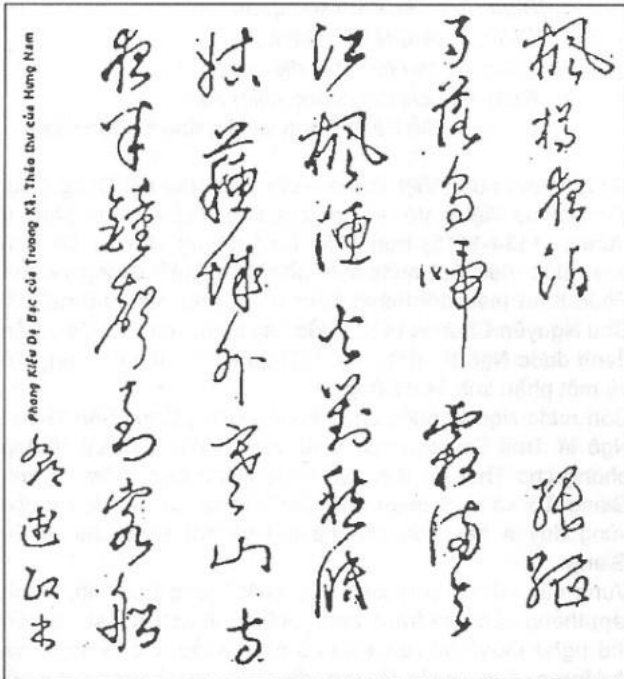 楓橋夜泊 張繼
月落烏啼霜滿天
江楓漁火對愁眠
姑蘇城外寒山寺
夜半鐘聲到客船
Phong Kiều Dạ Bạc của Trương Kế. Thảo thư của Hưng Nam